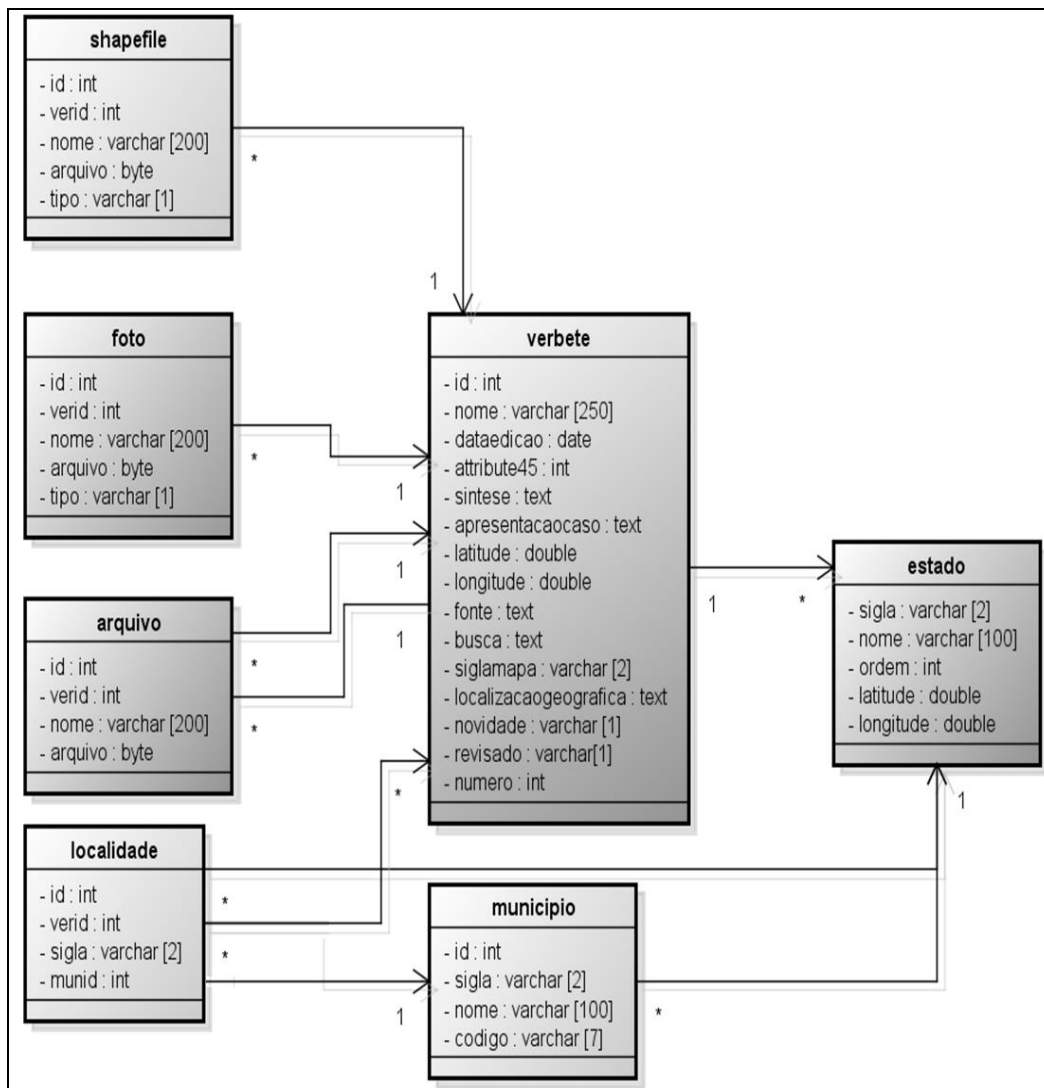 shapefile
- id : int
- verid : int
- nome : varchar [200]
- arquivo : byte
- tipo : varchar [1]
*
1
foto
- id : int
- verid : int
- nome : varchar [200]
- arquivo : byte
- tipo : varchar [1]
*
1
arquivo
- id : int
- verid : int
- nome : varchar [200]
- arquivo : byte
*
1
*
1
verbete
- id : int
- nome : varchar [250]
- dataedicao : date
- attribute45 : int
- sintese : text
- apresentacaocaso : text
- latitude : double
- longitude : double
- fonte : text
- busca : text
- siglamapa : varchar [2]
- localizacaogeografica : text
- novidade : varchar [1]
- revisado : varchar[1]
- numero : int
1
*
estado
- sigla : varchar [2]
- nome : varchar [100]
- ordem : int
- latitude : double
- longitude : double
1
localidade
- id : int
- verid : int
- sigla : varchar [2]
- munid : int
*
*
*
1
municipio
- id : int
- sigla : varchar [2]
- nome : varchar [100]
- codigo : varchar [7]
*